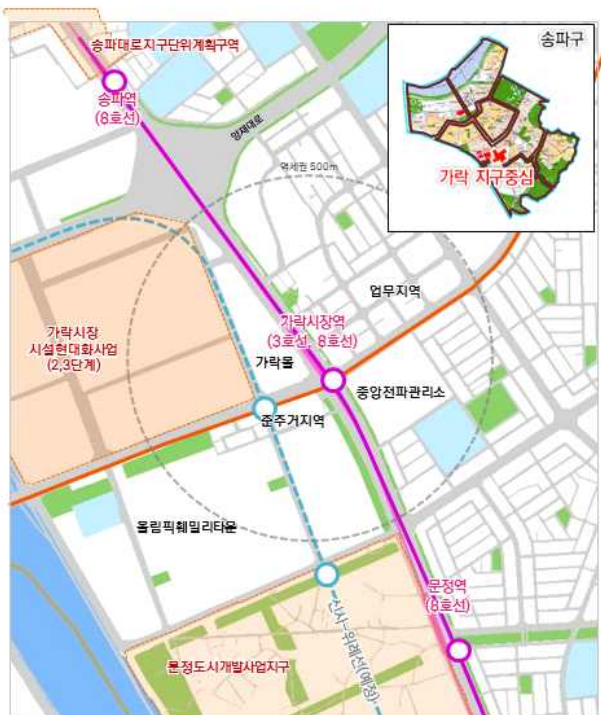 송파대로지구단위계획구역
송파구
송파역
(8호선)
양재대로
역세권 500m
가락 지구중심
업무지역
가락시장
시설현대화사업
(2,3단계)
가락시장역
(3호선, 8호선)
가락몰
중앙전파관리소
준주거지역
올림픽훼밀리타운
문정역
(8호선)
신사-위례선(예정)
문정도시개발사업지구